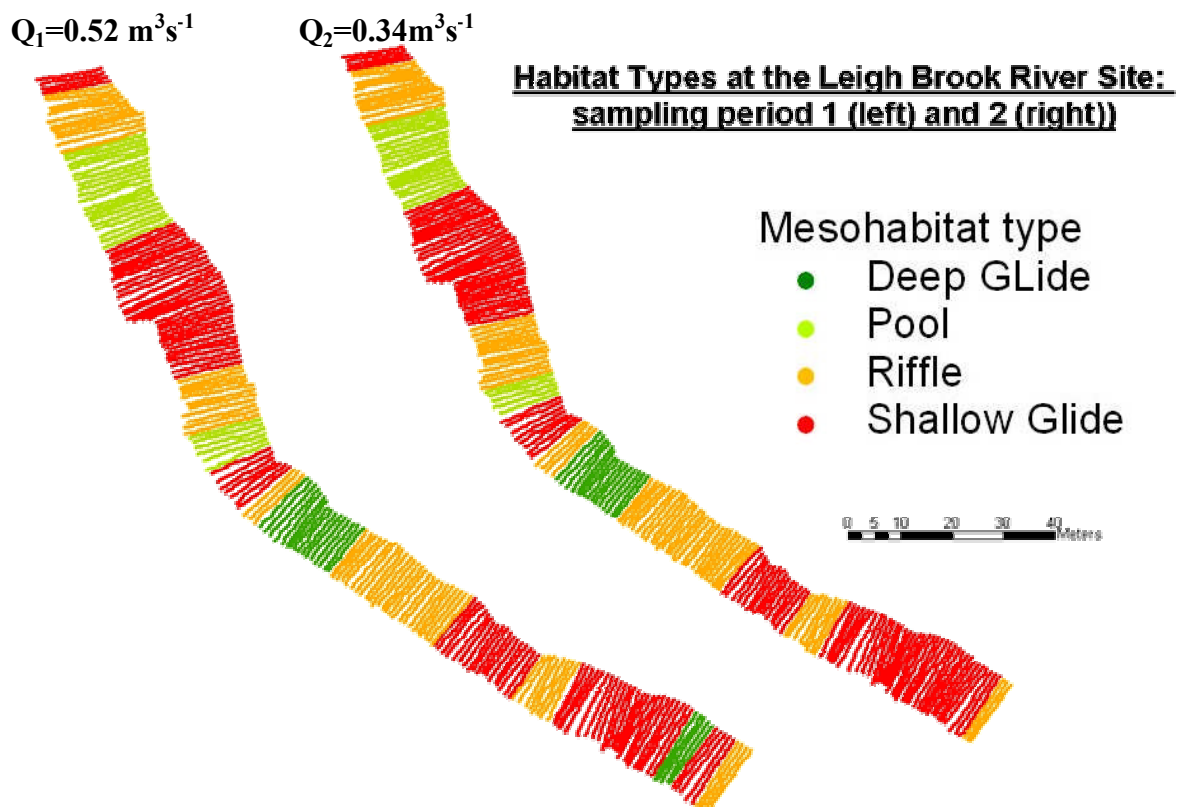 Q₁=0.52 m³s⁻¹
Q₂=0.34m³s⁻¹
Habitat Types at the Leigh Brook River Site:
sampling period 1 (left) and 2 (right))
Mesohabitat type
Deep GLide
Pool
Riffle
Shallow Glide
0 5 10 20 30 40
Meters